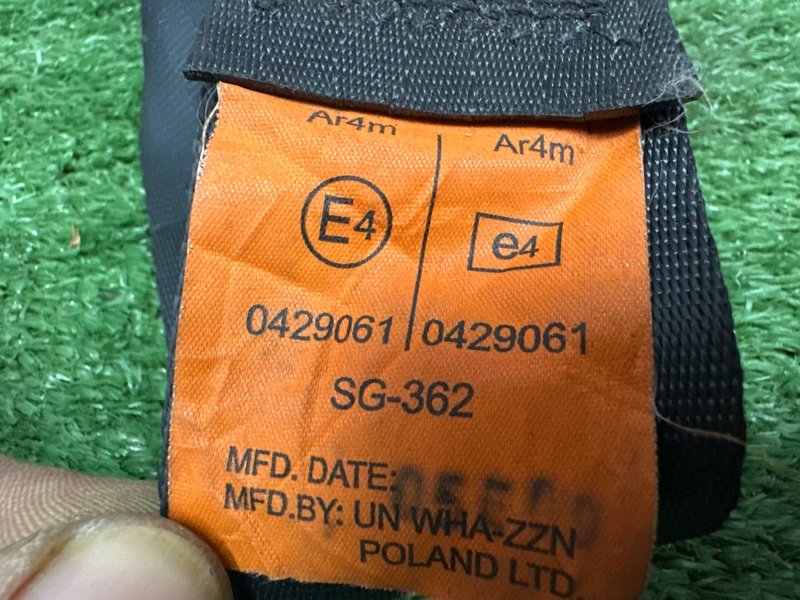 Ar4m Ar4m
E4 e4
0429061 0429061
SG-362
MFD. DATE:
MFD.BY: UN WHA-ZZN
POLAND LTD.